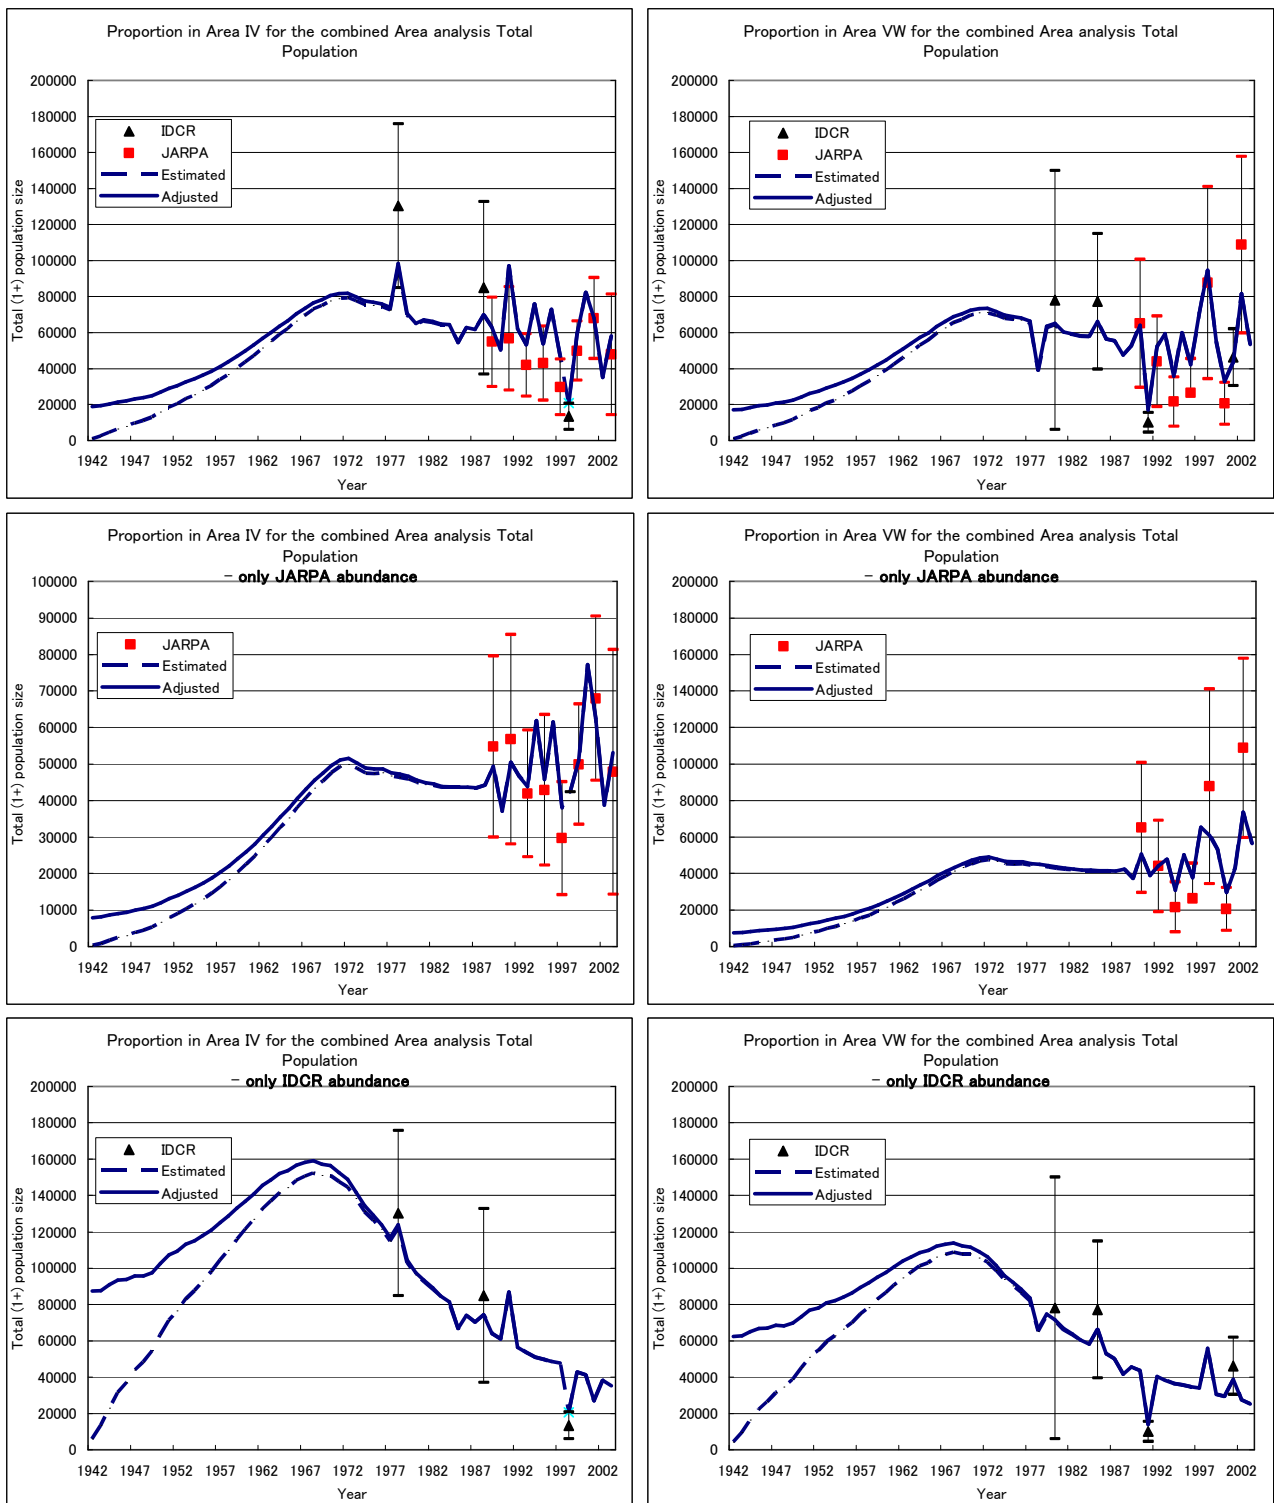 Proportion in Area IV for the combined Area analysis Total
Population
Total (1+) population size
200000
180000
160000
140000
120000
100000
80000
60000
40000
20000
0
IDCR
JARPA
Estimated
Adjusted
1942 1947 1952 1957 1962 1967 1972 1977 1982 1987 1992 1997 2002
Year
Proportion in Area VW for the combined Area analysis Total
Population
Total (1+) population size
200000
180000
160000
140000
120000
100000
80000
60000
40000
20000
0
IDCR
JARPA
Estimated
Adjusted
1942 1947 1952 1957 1962 1967 1972 1977 1982 1987 1992 1997 2002
Year
Proportion in Area IV for the combined Area analysis Total
Population
- only JARPA abundance
Total (1+) population size
100000
90000
80000
70000
60000
50000
40000
30000
20000
10000
0
JARPA
Estimated
Adjusted
1942 1947 1952 1957 1962 1967 1972 1977 1982 1987 1992 1997 2002
Year
Proportion in Area VW for the combined Area analysis Total
Population
- only JARPA abundance
Total (1+) population size
200000
180000
160000
140000
120000
100000
80000
60000
40000
20000
0
JARPA
Estimated
Adjusted
1942 1947 1952 1957 1962 1967 1972 1977 1982 1987 1992 1997 2002
Year
Proportion in Area IV for the combined Area analysis Total
Population
- only IDCR abundance
Total (1+) population size
200000
180000
160000
140000
120000
100000
80000
60000
40000
20000
0
IDCR
Estimated
Adjusted
1942 1947 1952 1957 1962 1967 1972 1977 1982 1987 1992 1997 2002
Year
Proportion in Area VW for the combined Area analysis Total
Population
- only IDCR abundance
Total (1+) population size
200000
180000
160000
140000
120000
100000
80000
60000
40000
20000
0
IDCR
Estimated
Adjusted
1942 1947 1952 1957 1962 1967 1972 1977 1982 1987 1992 1997 2002
Year